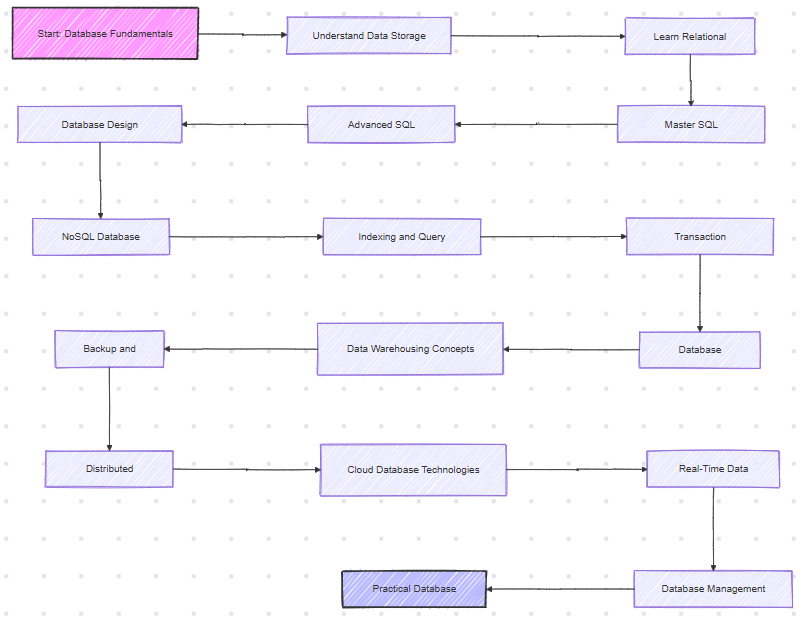 Start: Database Fundamentals
Understand Data Storage
Learn Relational
Master SQL
Advanced SQL
Database Design
NoSQL Database
Indexing and Query
Transaction
Database
Data Warehousing Concepts
Backup and
Distributed
Cloud Database Technologies
Real-Time Data
Database Management
Practical Database